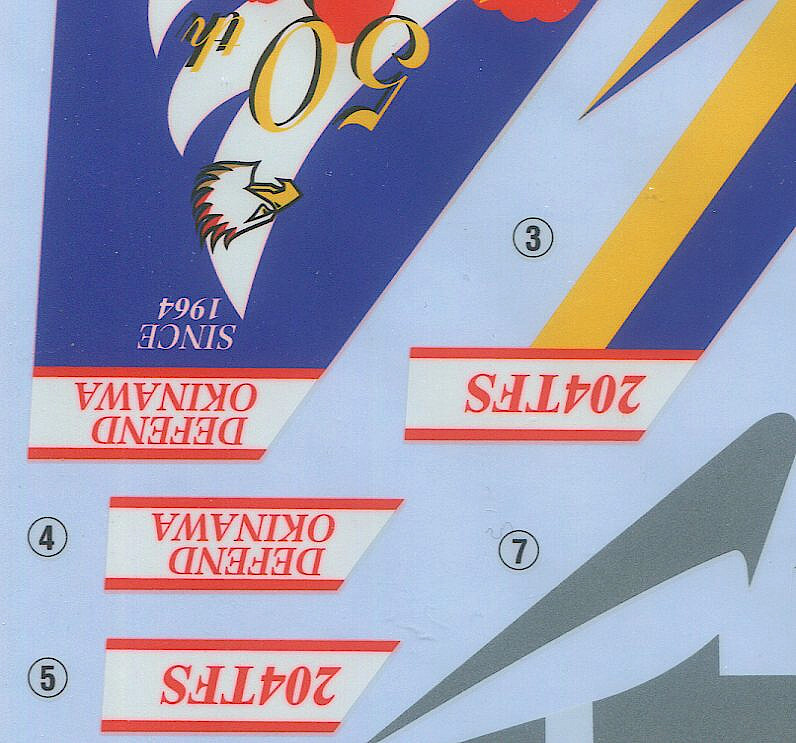 50th
SINCE
1964
DEFEND
OKINAWA
3
204TFS
4
DEFEND
OKINAWA
7
5
204TFS